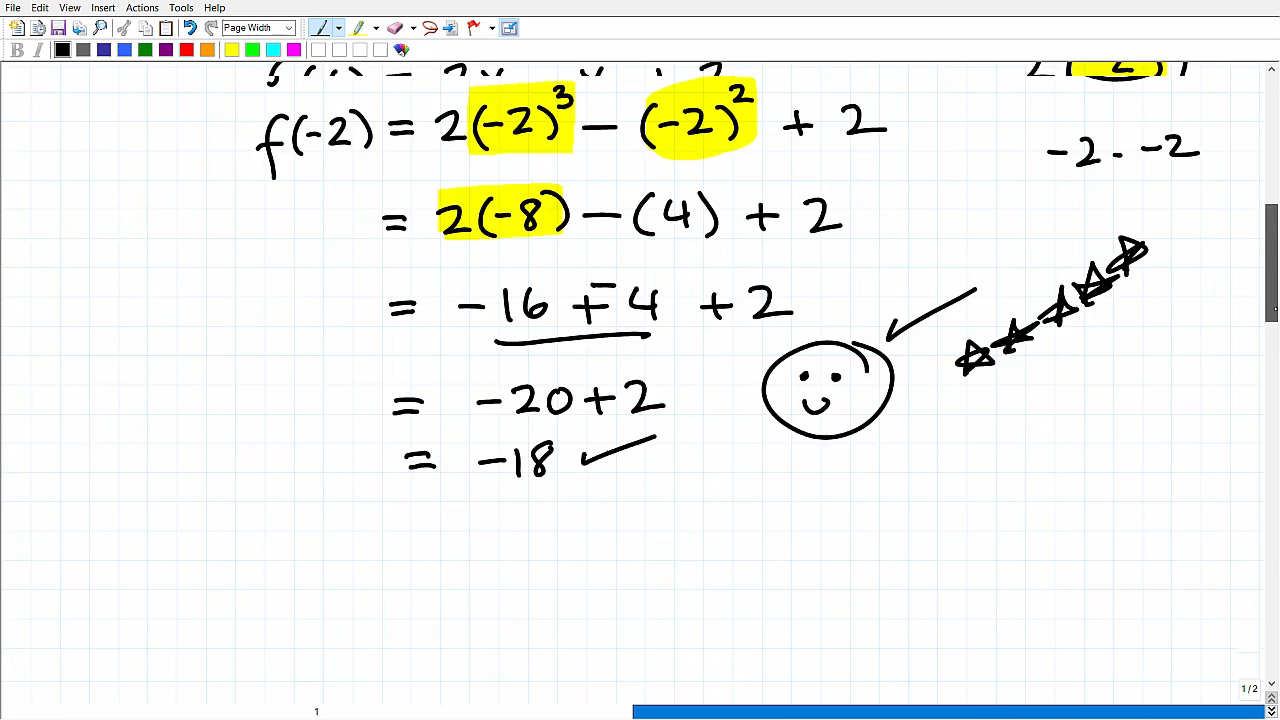 File Edit View Insert Actions Tools Help
Page Width
B I
f(-2) = 2(-2)³ - (-2)² + 2
-2 . -2
= 2(-8) - (4) + 2
= -16 + -4 + 2
= -20 + 2
= -18 ✓
1/2
1